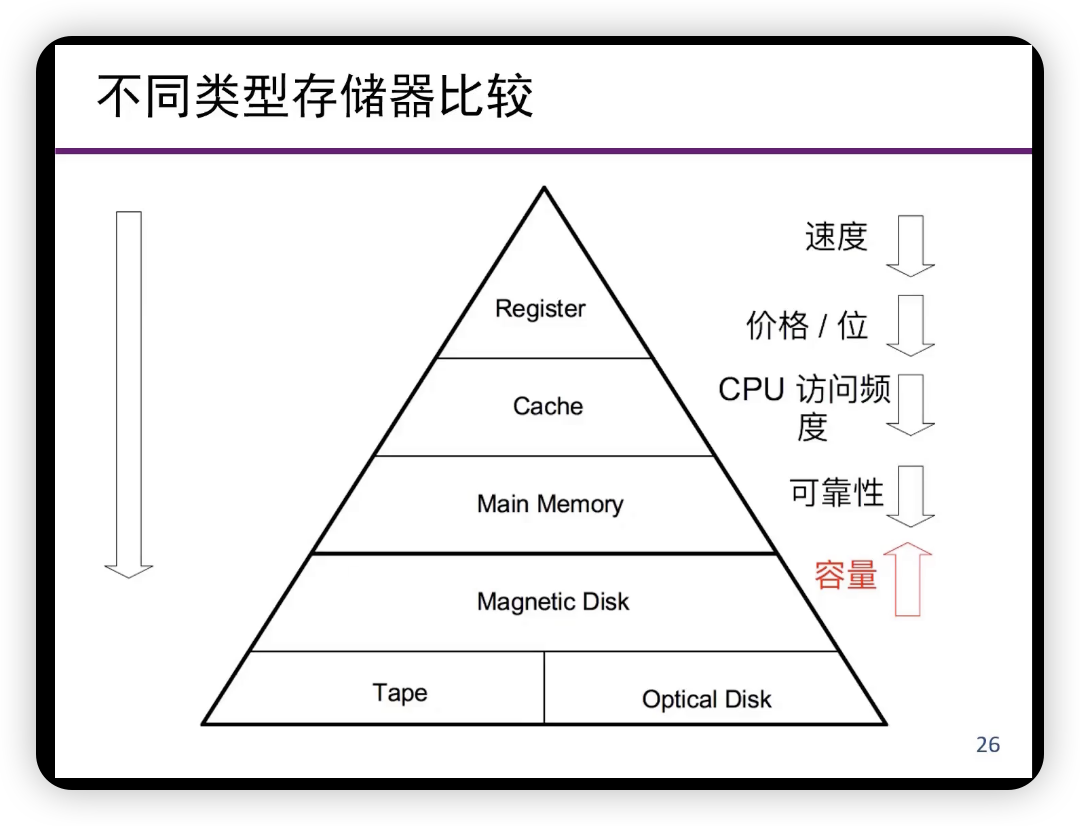 不同类型存储器比较
速度
Register
价格 / 位
CPU 访问频
度
Cache
可靠性
Main Memory
容量
Magnetic Disk
Tape
Optical Disk
26